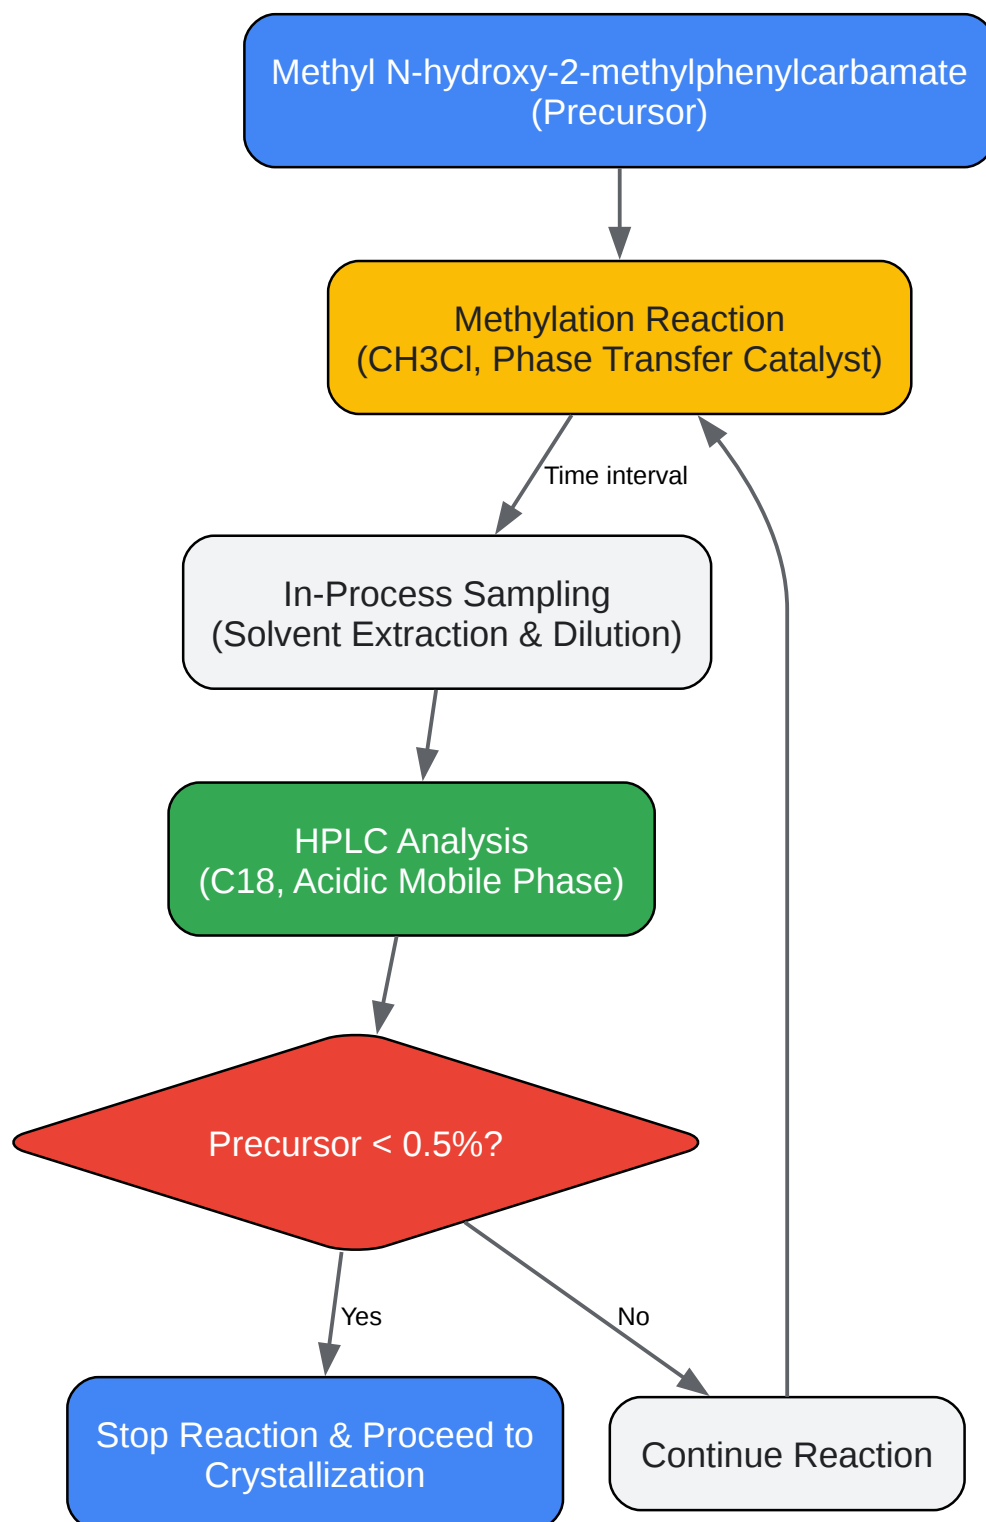 Methyl N-hydroxy-2-methylphenylcarbamate
(Precursor)
Methylation Reaction
(CH3Cl, Phase Transfer Catalyst)
Time interval
In-Process Sampling
(Solvent Extraction & Dilution)
HPLC Analysis
(C18, Acidic Mobile Phase)
Precursor < 0.5%?
Yes
No
Stop Reaction & Proceed to
Crystallization
Continue Reaction